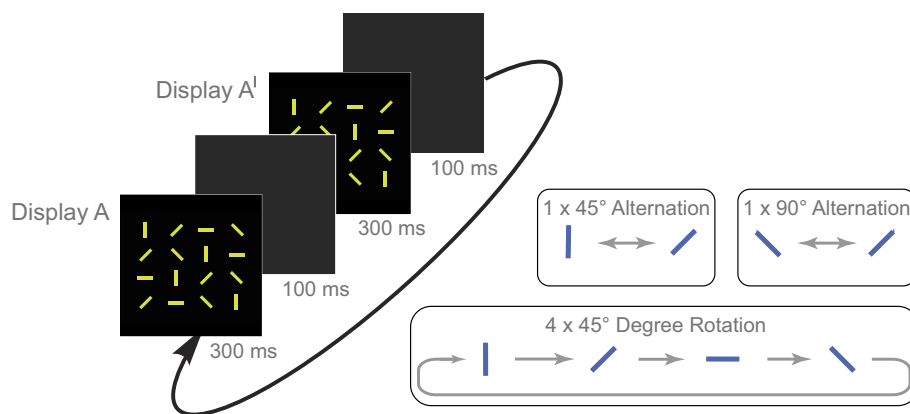 Display A
300 ms
100 ms
Display A'
300 ms
100 ms
1 x 45° Alternation
1 x 90° Alternation
4 x 45° Degree Rotation